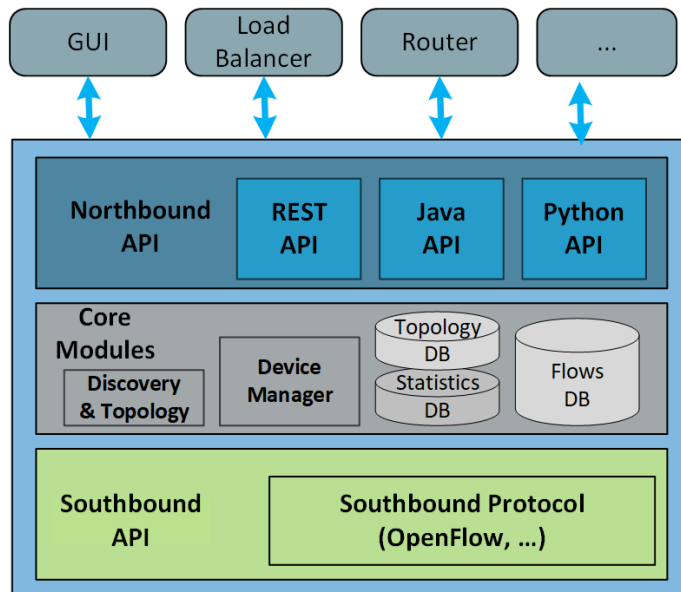 GUI
Load
Balancer
Router
...
Northbound
API
REST
API
Java
API
Python
API
Core
Modules
Discovery
& Topology
Device
Manager
Topology
DB
Statistics
DB
Flows
DB
Southbound
API
Southbound Protocol
(OpenFlow, ...)